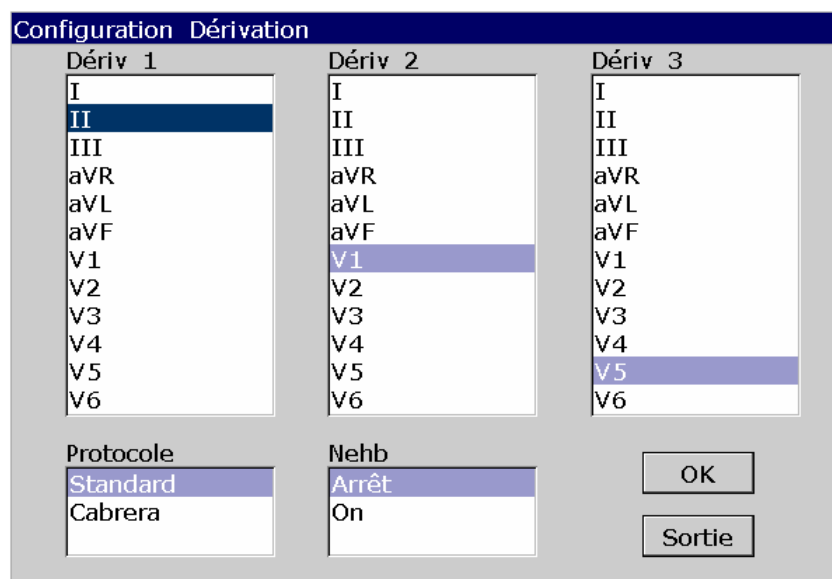 Configuration Dérivation
Dériv 1
I
II
III
aVR
aVL
aVF
V1
V2
V3
V4
V5
V6
Dériv 2
I
II
III
aVR
aVL
aVF
V1
V2
V3
V4
V5
V6
Dériv 3
I
II
III
aVR
aVL
aVF
V1
V2
V3
V4
V5
V6
Protocole
Standard
Cabrera
Nehb
Arrêt
On
OK
Sortie